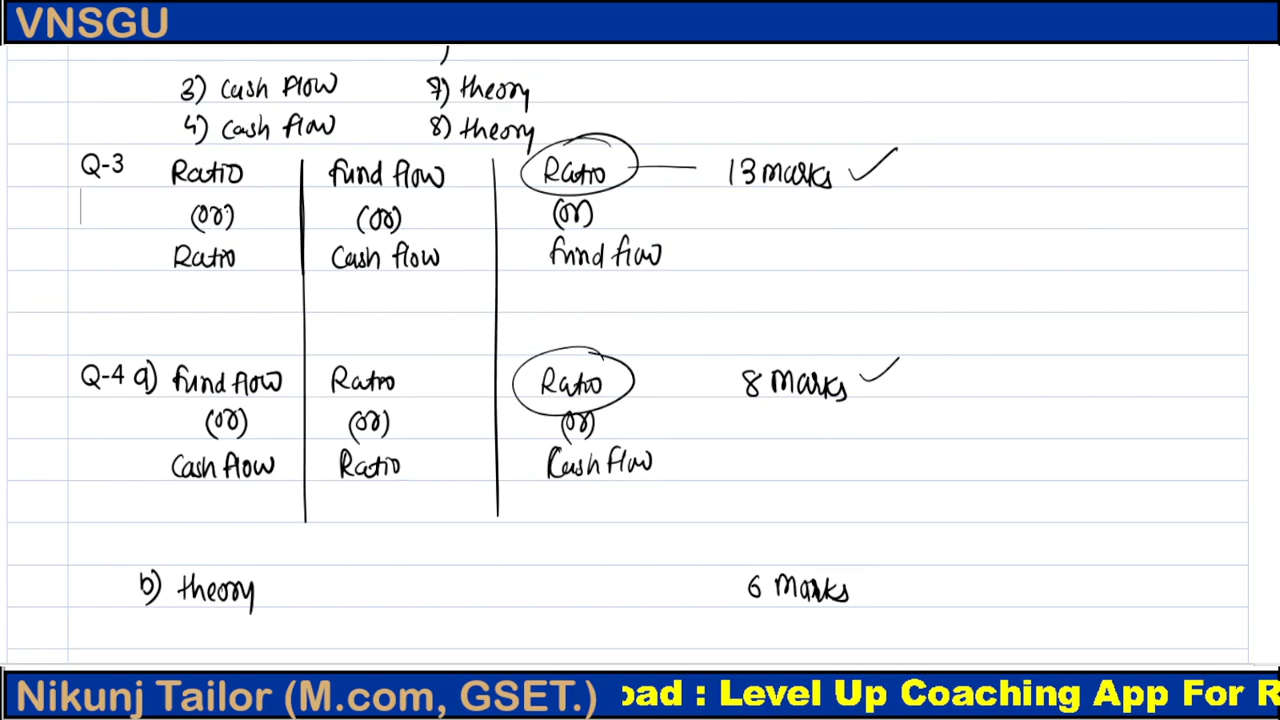 VNSGU
3) Cash flow 7) theory
4) Cash flow 8) theory
Q-3 Ratio fund flow Ratio 13 marks
(or) (or) (or)
Ratio Cash flow fund flow
Q-4 a) fund flow Ratio Ratio 8 Marks
(or) (or) (or)
Cash flow Ratio Cash flow
b) theory 6 Marks
Nikunj Tailor (M.com, GSET.) oad : Level Up Coaching App For R